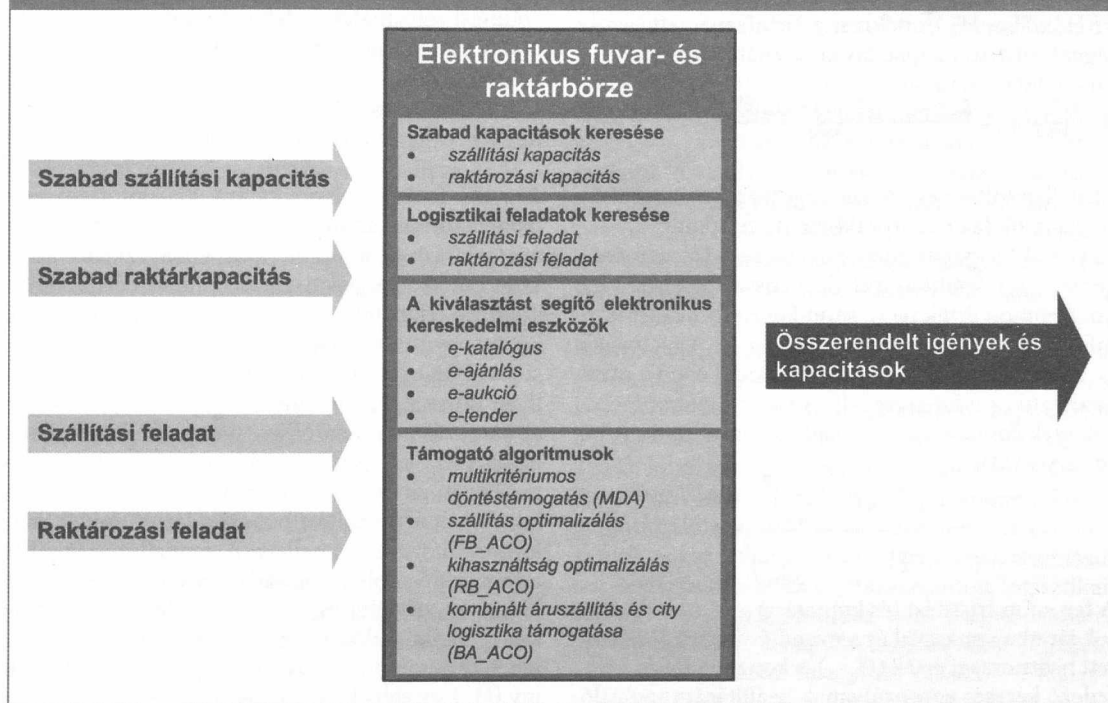 Szabad szállítási kapacitás
Szabad raktárkapacitás
Szállítási feladat
Raktározási feladat
Elektronikus fuvar- és
raktárbörze
Szabad kapacitások keresése
• szállítási kapacitás
• raktározási kapacitás
Logisztikai feladatok keresése
• szállítási feladat
• raktározási feladat
A kiválasztást segítő elektronikus
kereskedelmi eszközök
• e-katalógus
• e-ajánlás
• e-aukció
• e-tender
Támogató algoritmusok
• multikritériumos
döntéstámogatás (MDA)
• szállítás optimalizálás
(FB_ACO)
• kihasználtság optimalizálás
(RB_ACO)
• kombinált áruszállítás és city
logisztika támogatása
(BA_ACO)
Összerendelt igények és
kapacitások